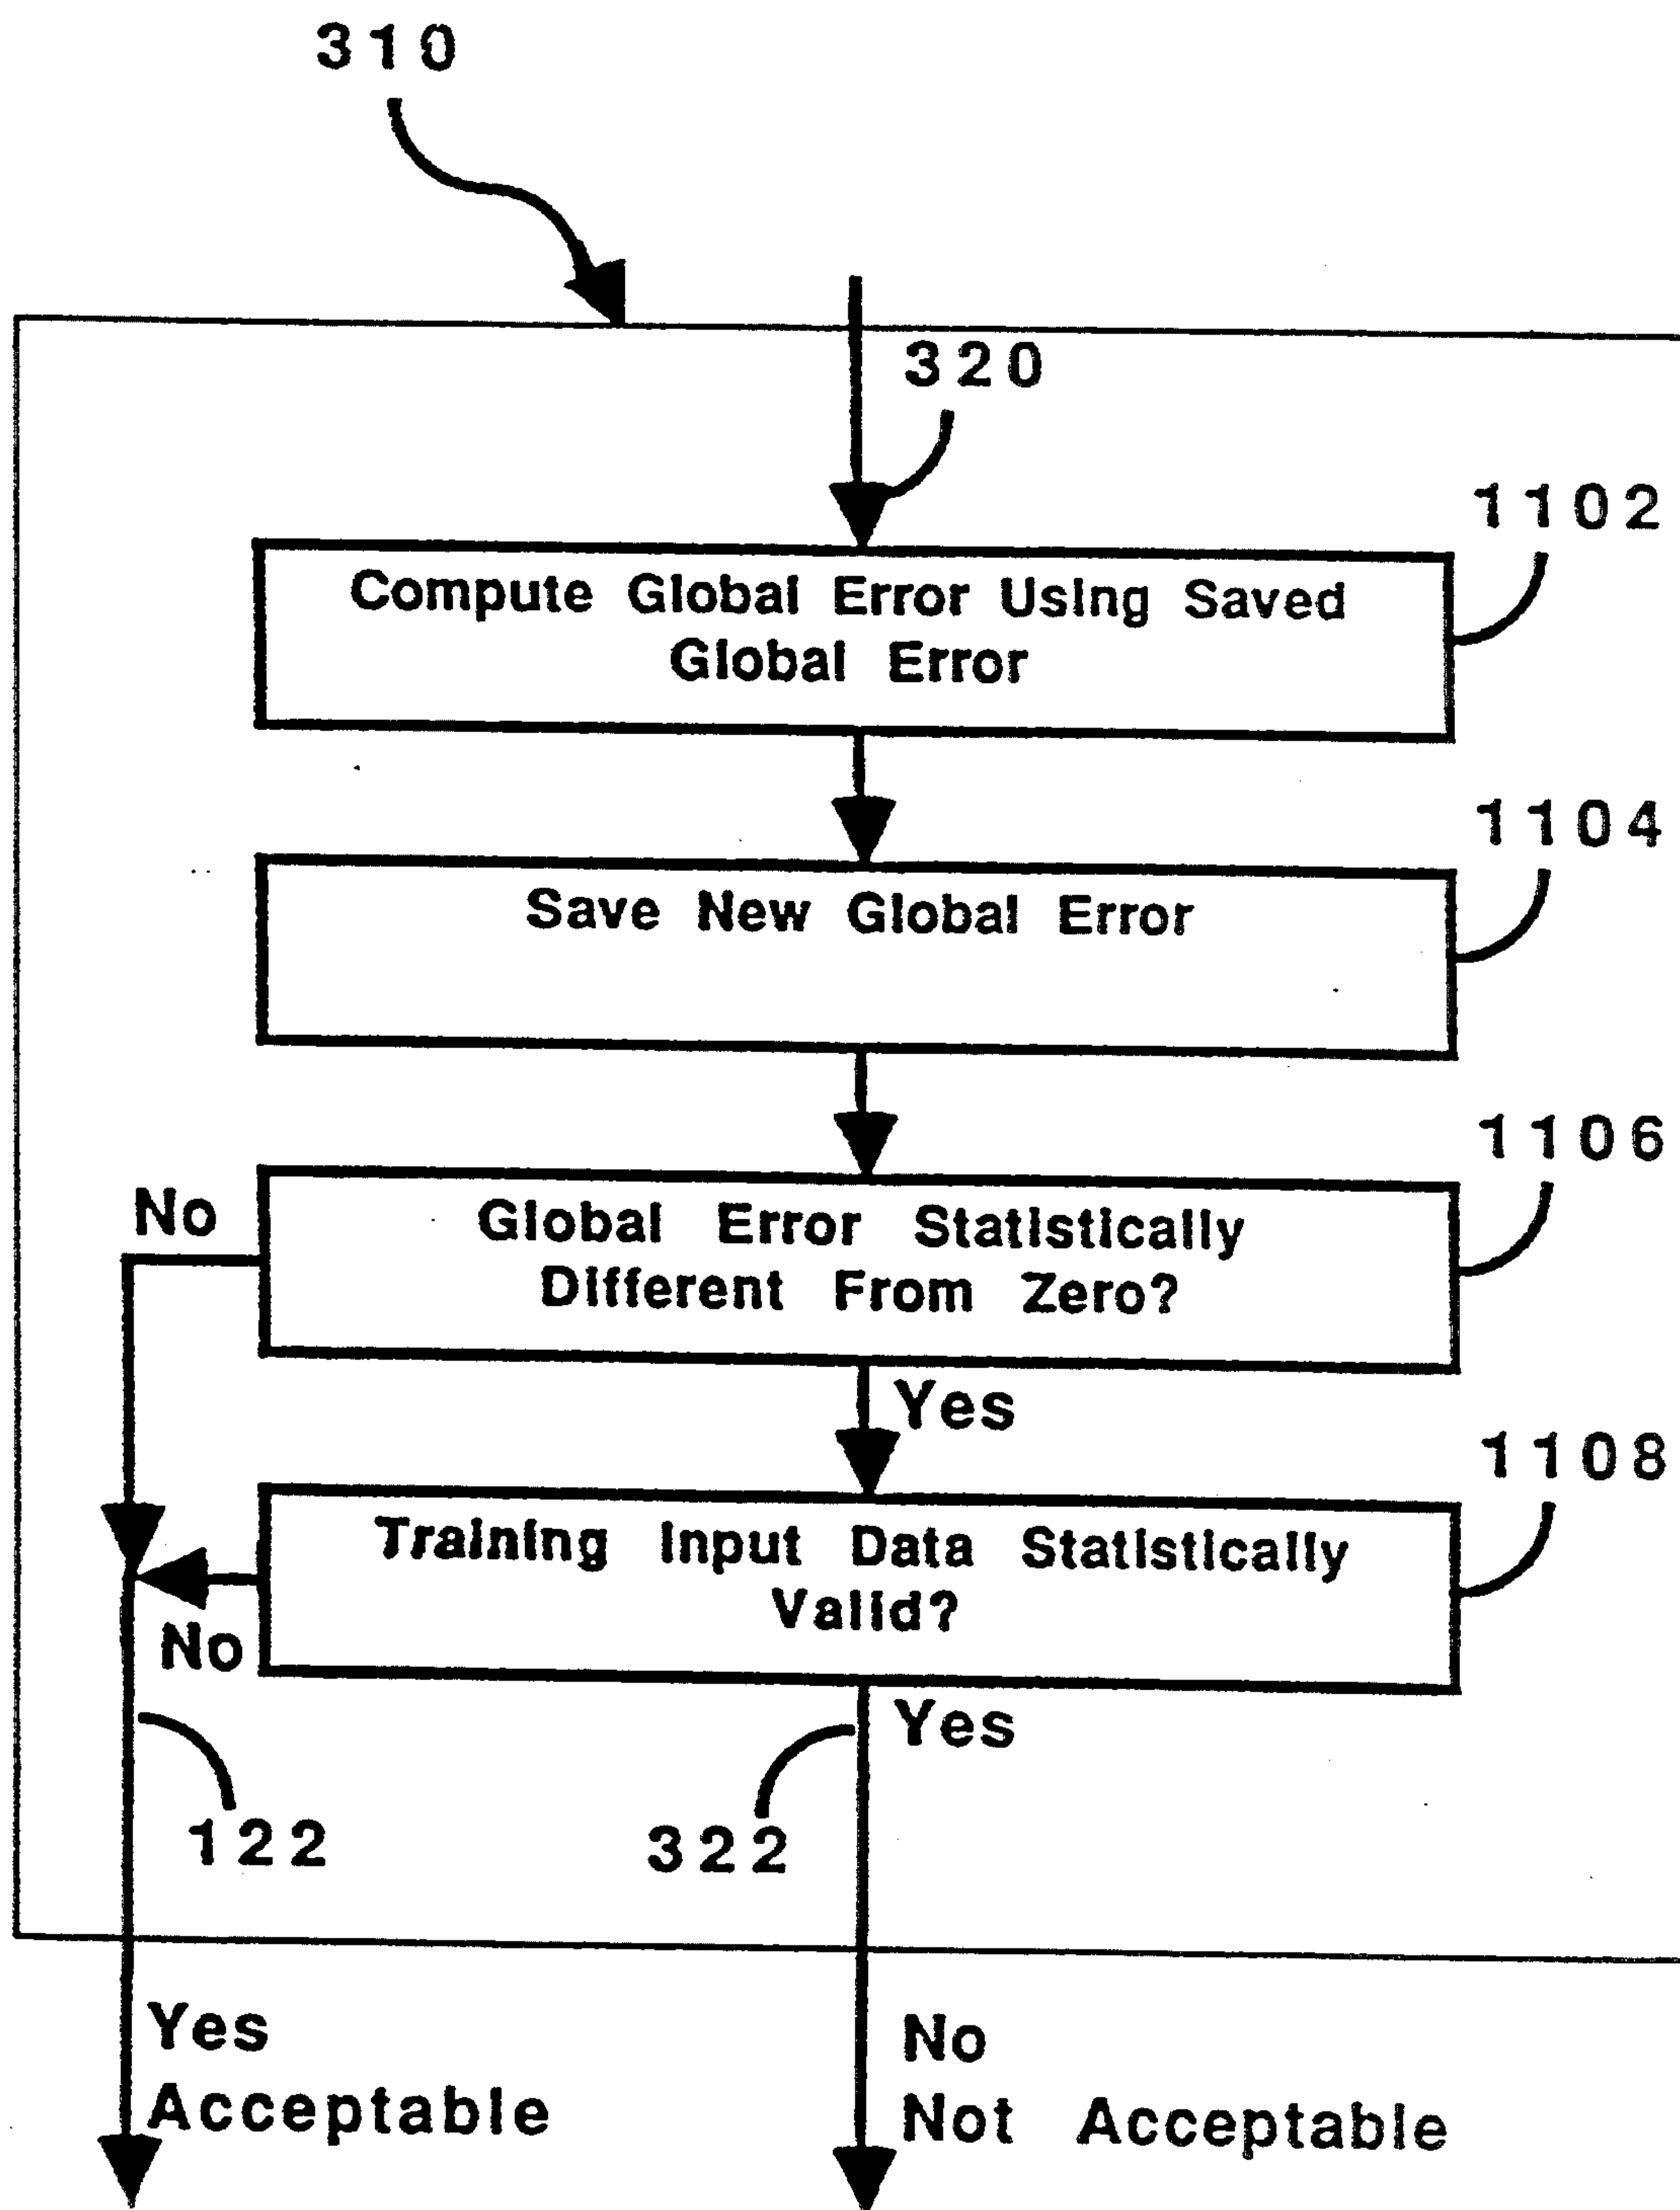 310
320
1102
Compute Global Error Using Saved
Global Error
1104
Save New Global Error
1106
No
Global Error Statistically
Different From Zero?
Yes
1108
Training Input Data Statistically
Valid?
No
Yes
122
322
Yes
Acceptable
No
Not Acceptable